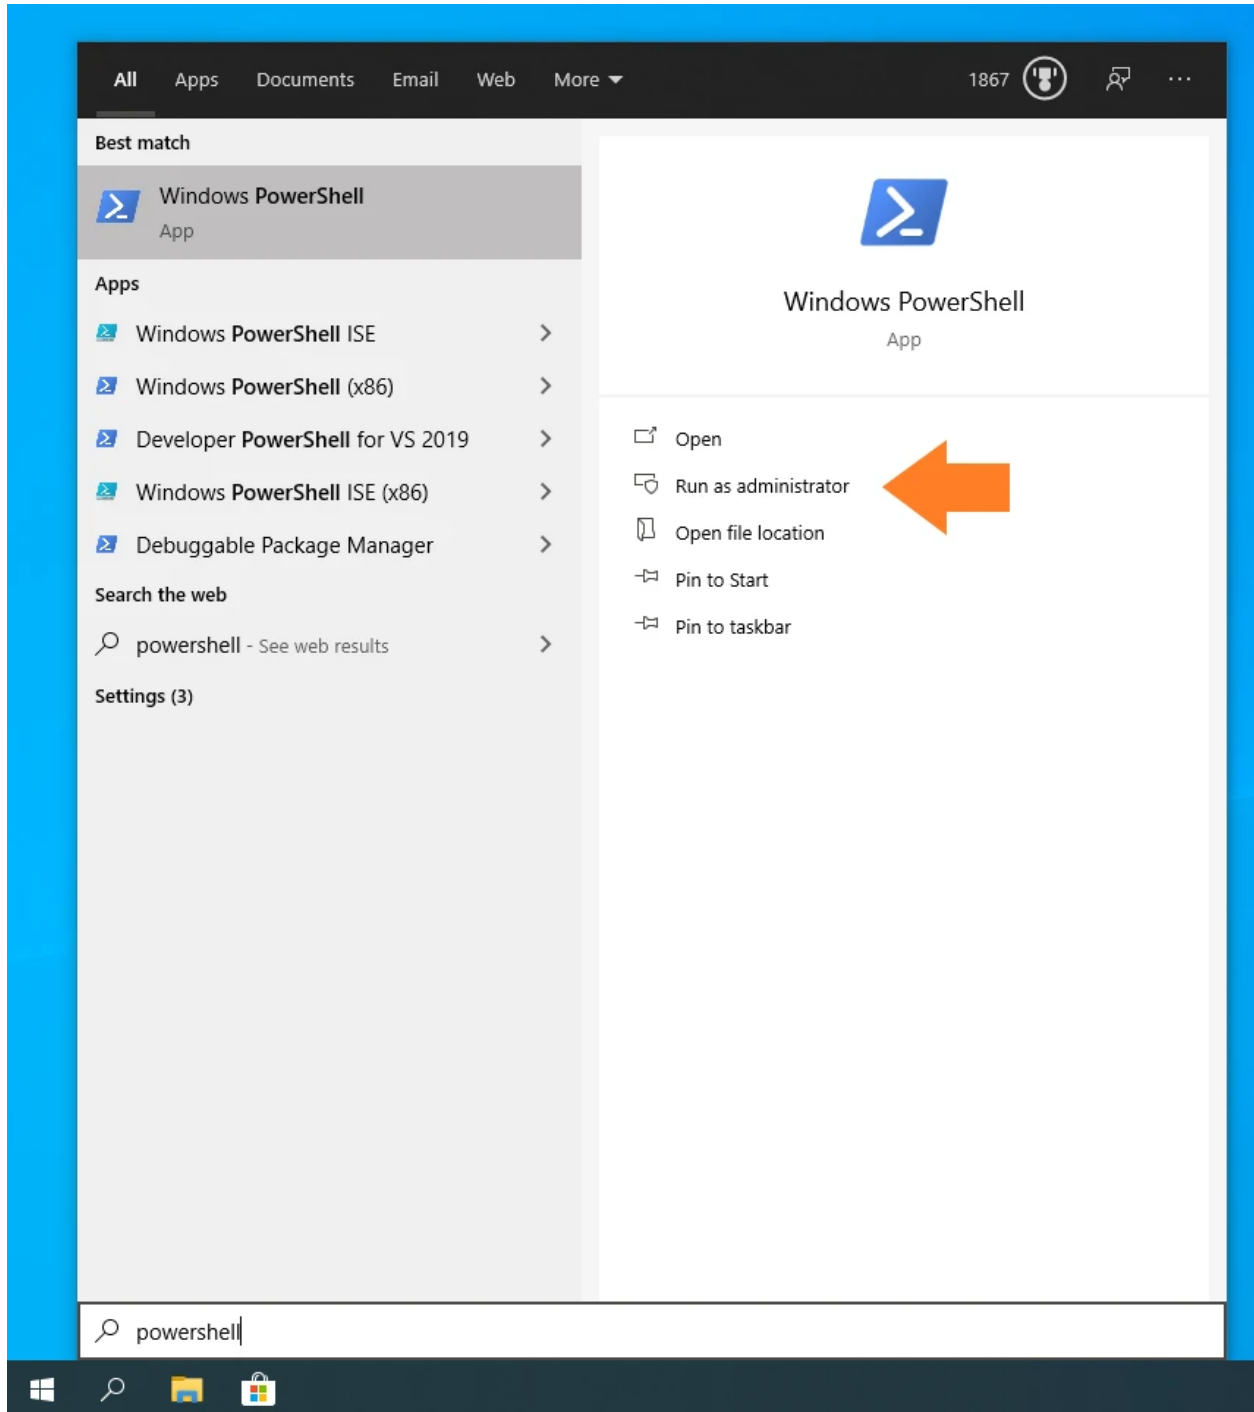 All Apps Documents Email Web More 1867
Best match
Windows PowerShell
App
Apps
Windows PowerShell ISE
Windows PowerShell (x86)
Developer PowerShell for VS 2019
Windows PowerShell ISE (x86)
Debuggable Package Manager
Search the web
powershell - See web results
Settings (3)
Windows PowerShell
App
Open
Run as administrator
Open file location
Pin to Start
Pin to taskbar
powershell